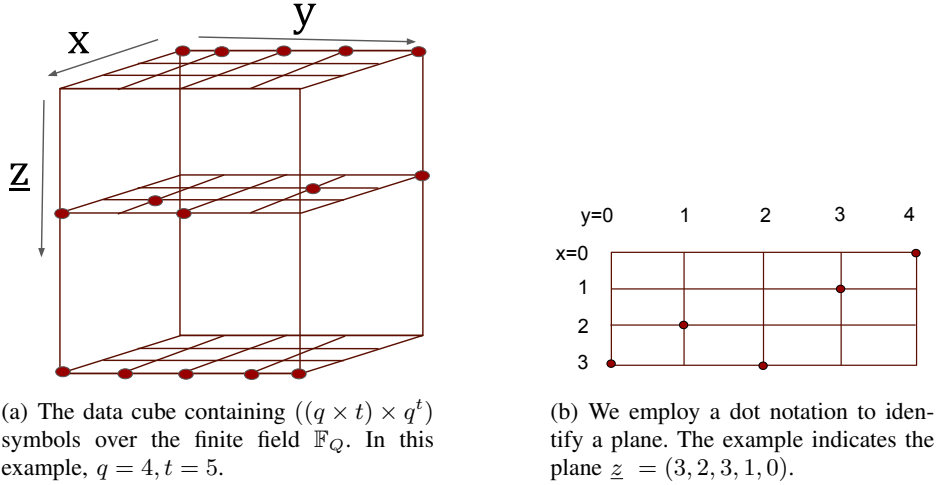 x
y
z
(a) The data cube containing ((q × t) × q^t)
symbols over the finite field 𝔽_Q. In this
example, q = 4, t = 5.
y=0 1 2 3 4
x=0
1
2
3
(b) We employ a dot notation to iden-
tify a plane. The example indicates the
plane z = (3, 2, 3, 1, 0).